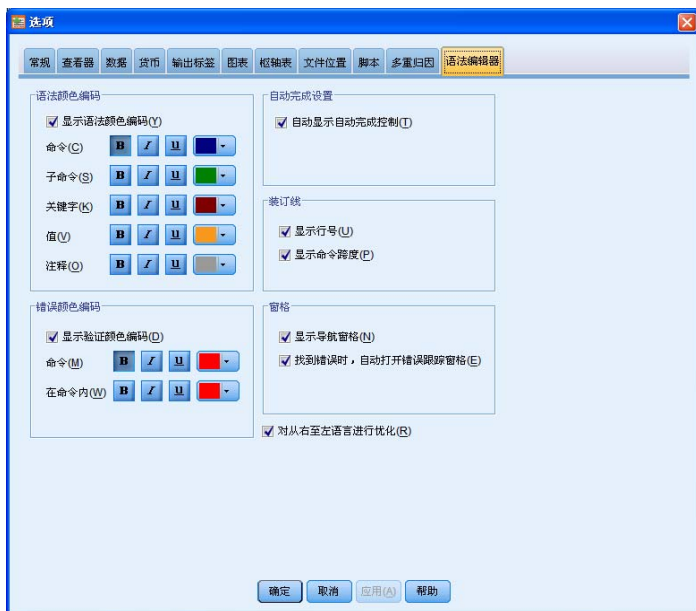 选项
常规 查看器 数据 货币 输出标签 图表 枢轴表 文件位置 脚本 多重归因 语法编辑器
语法颜色编码
显示语法颜色编码(Y)
命令(C) B I U
子命令(S) B I U
关键字(K) B I U
值(V) B I U
注释(O) B I U
错误颜色编码
显示验证颜色编码(D)
命令(M) B I U
在命令内(W) B I U
自动完成设置
自动显示自动完成控制(T)
装订线
显示行号(U)
显示命令跨度(P)
窗格
显示导航窗格(N)
找到错误时，自动打开错误跟踪窗格(E)
对从右至左语言进行优化(R)
确定 取消 应用(A) 帮助